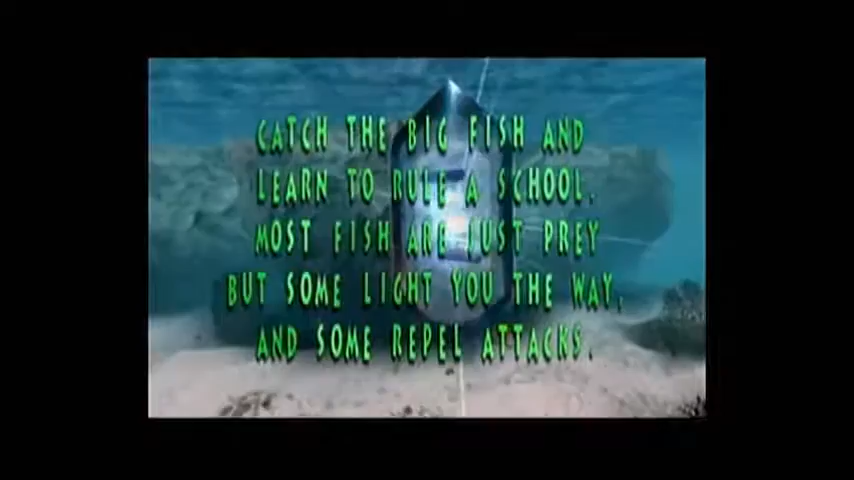 CATCH THE BIG FISH AND
LEARN TO RULE A SCHOOL.
MOST FISH ARE JUST PREY
BUT SOME LIGHT YOU THE WAY,
AND SOME REPEL ATTACKS.